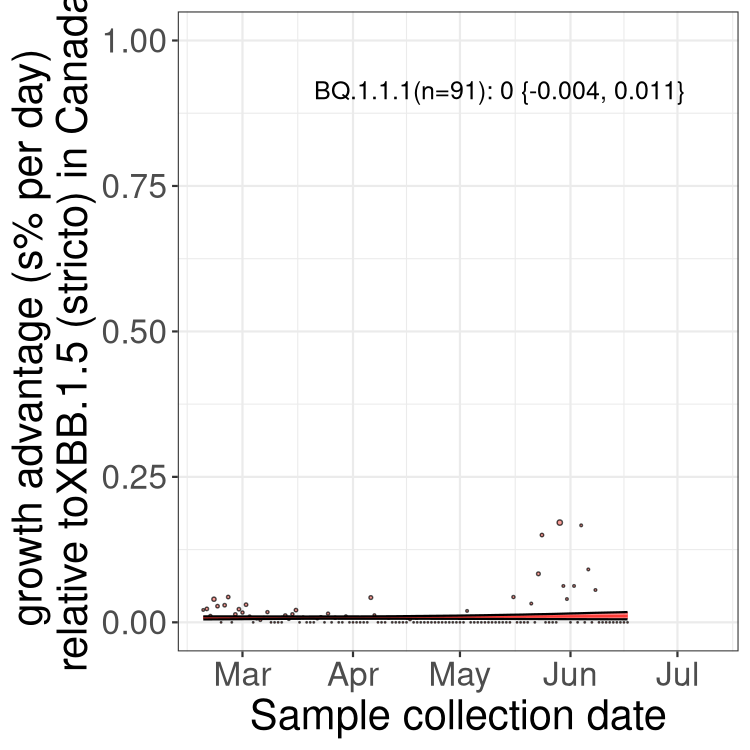 growth advantage (s% per day)
relative toXBB.1.5 (stricto) in Canada
1.00
0.75
0.50
0.25
0.00
BQ.1.1.1(n=91): 0 {-0.004, 0.011}
Mar
Apr
May
Jun
Jul
Sample collection date